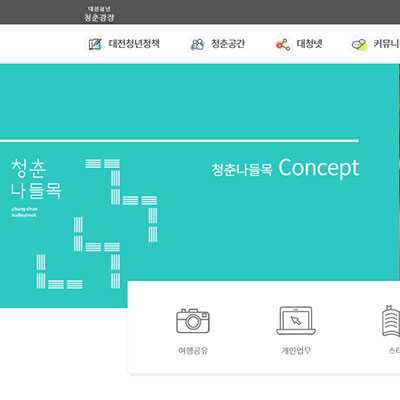 대전청년
청춘광장
대전청년정책
청춘공간
대청넷
커뮤니
청춘
나들목
chung chun
nadeulmok
청춘나들목 Concept
여행공유
개인업무
스터